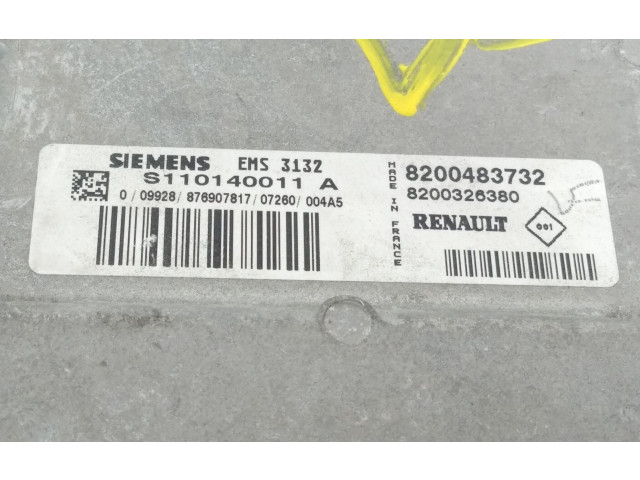 SIEMENS EMS 3132
S110140011 A
0 / 09928 / 876907817 / 07260 / 004A5
MADE IN FRANCE
8200483732
8200326380
RENAULT
001